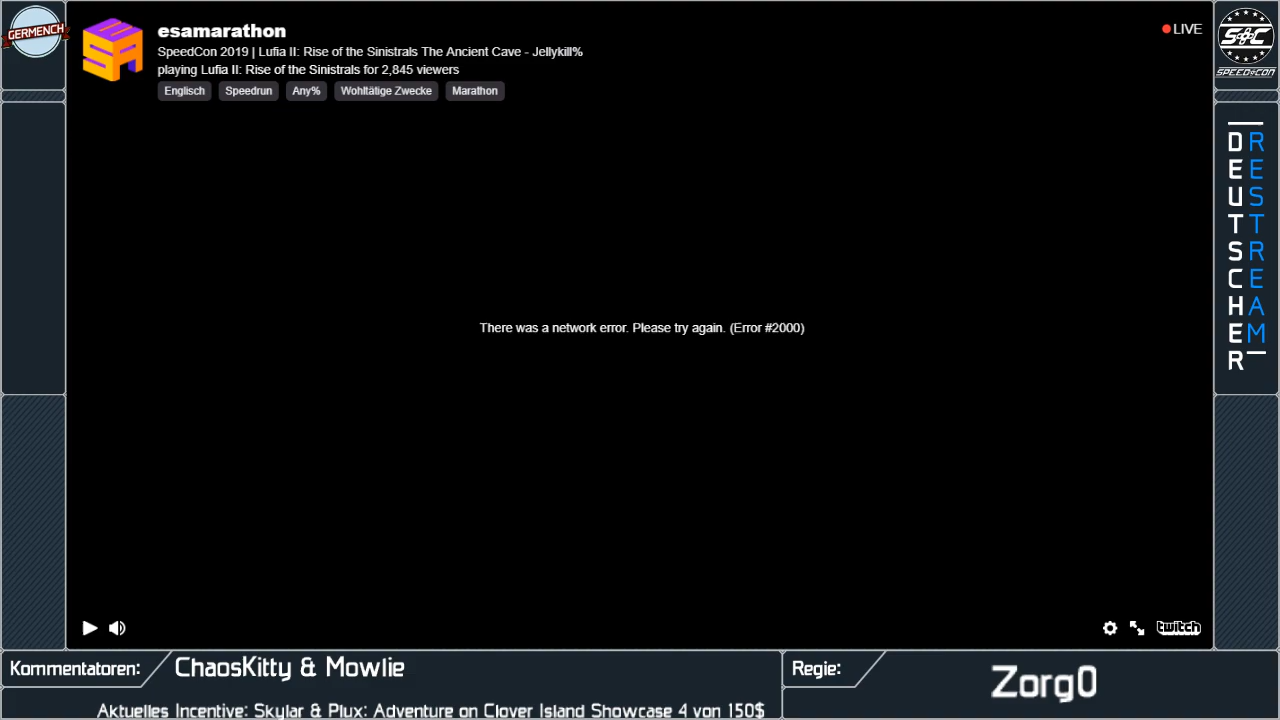 GERMENCH
esamarathon
SpeedCon 2019 | Lufia II: Rise of the Sinistrals The Ancient Cave - Jellykill%
playing Lufia II: Rise of the Sinistrals for 2,845 viewers
Englisch Speedrun Any% Wohltätige Zwecke Marathon
LIVE
S&C
SPEEDCON
DEUTSCHER
RESTREAM
There was a network error. Please try again. (Error #2000)
twitch
Kommentatoren: ChaosKitty & Mowlie
Regie: Zorg0
Aktuelles Incentive: Skylar & Plux: Adventure on Clover Island Showcase 4 von 150$